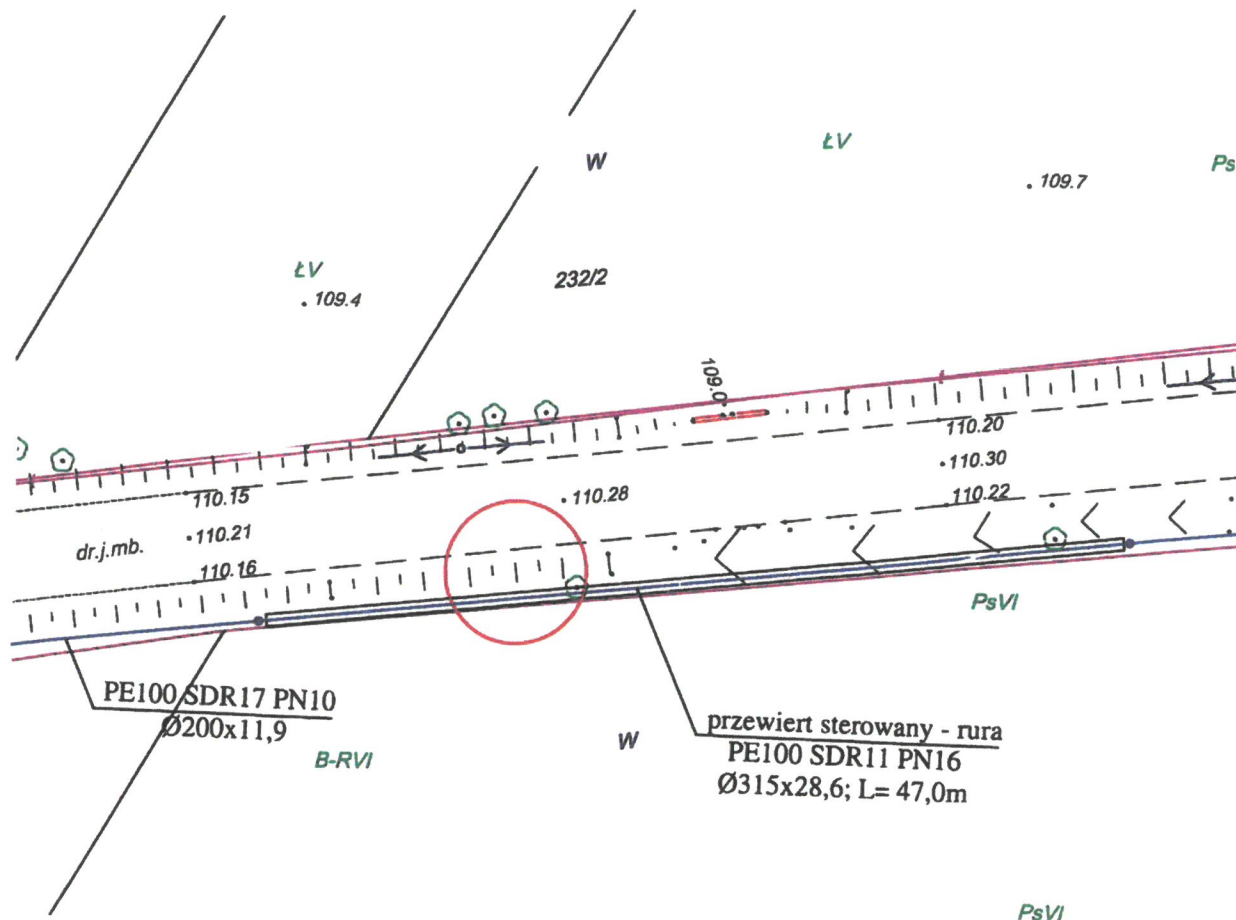 W
ŁV
Ps
109.7
ŁV
109.4
232/2
109.0
110.20
110.30
110.22
110.15
110.28
110.21
dr.j.mb.
110.16
PsVI
PE100 SDR17 PN10
Ø200x11,9
przewiert sterowany - rura
PE100 SDR11 PN16
Ø315x28,6; L= 47,0m
W
B-RVI
PsVI